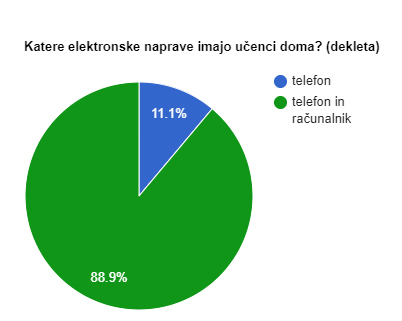 Katere elektronske naprave imajo učenci doma? (dekleta)
telefon
telefon in
računalnik
11.1%
88.9%